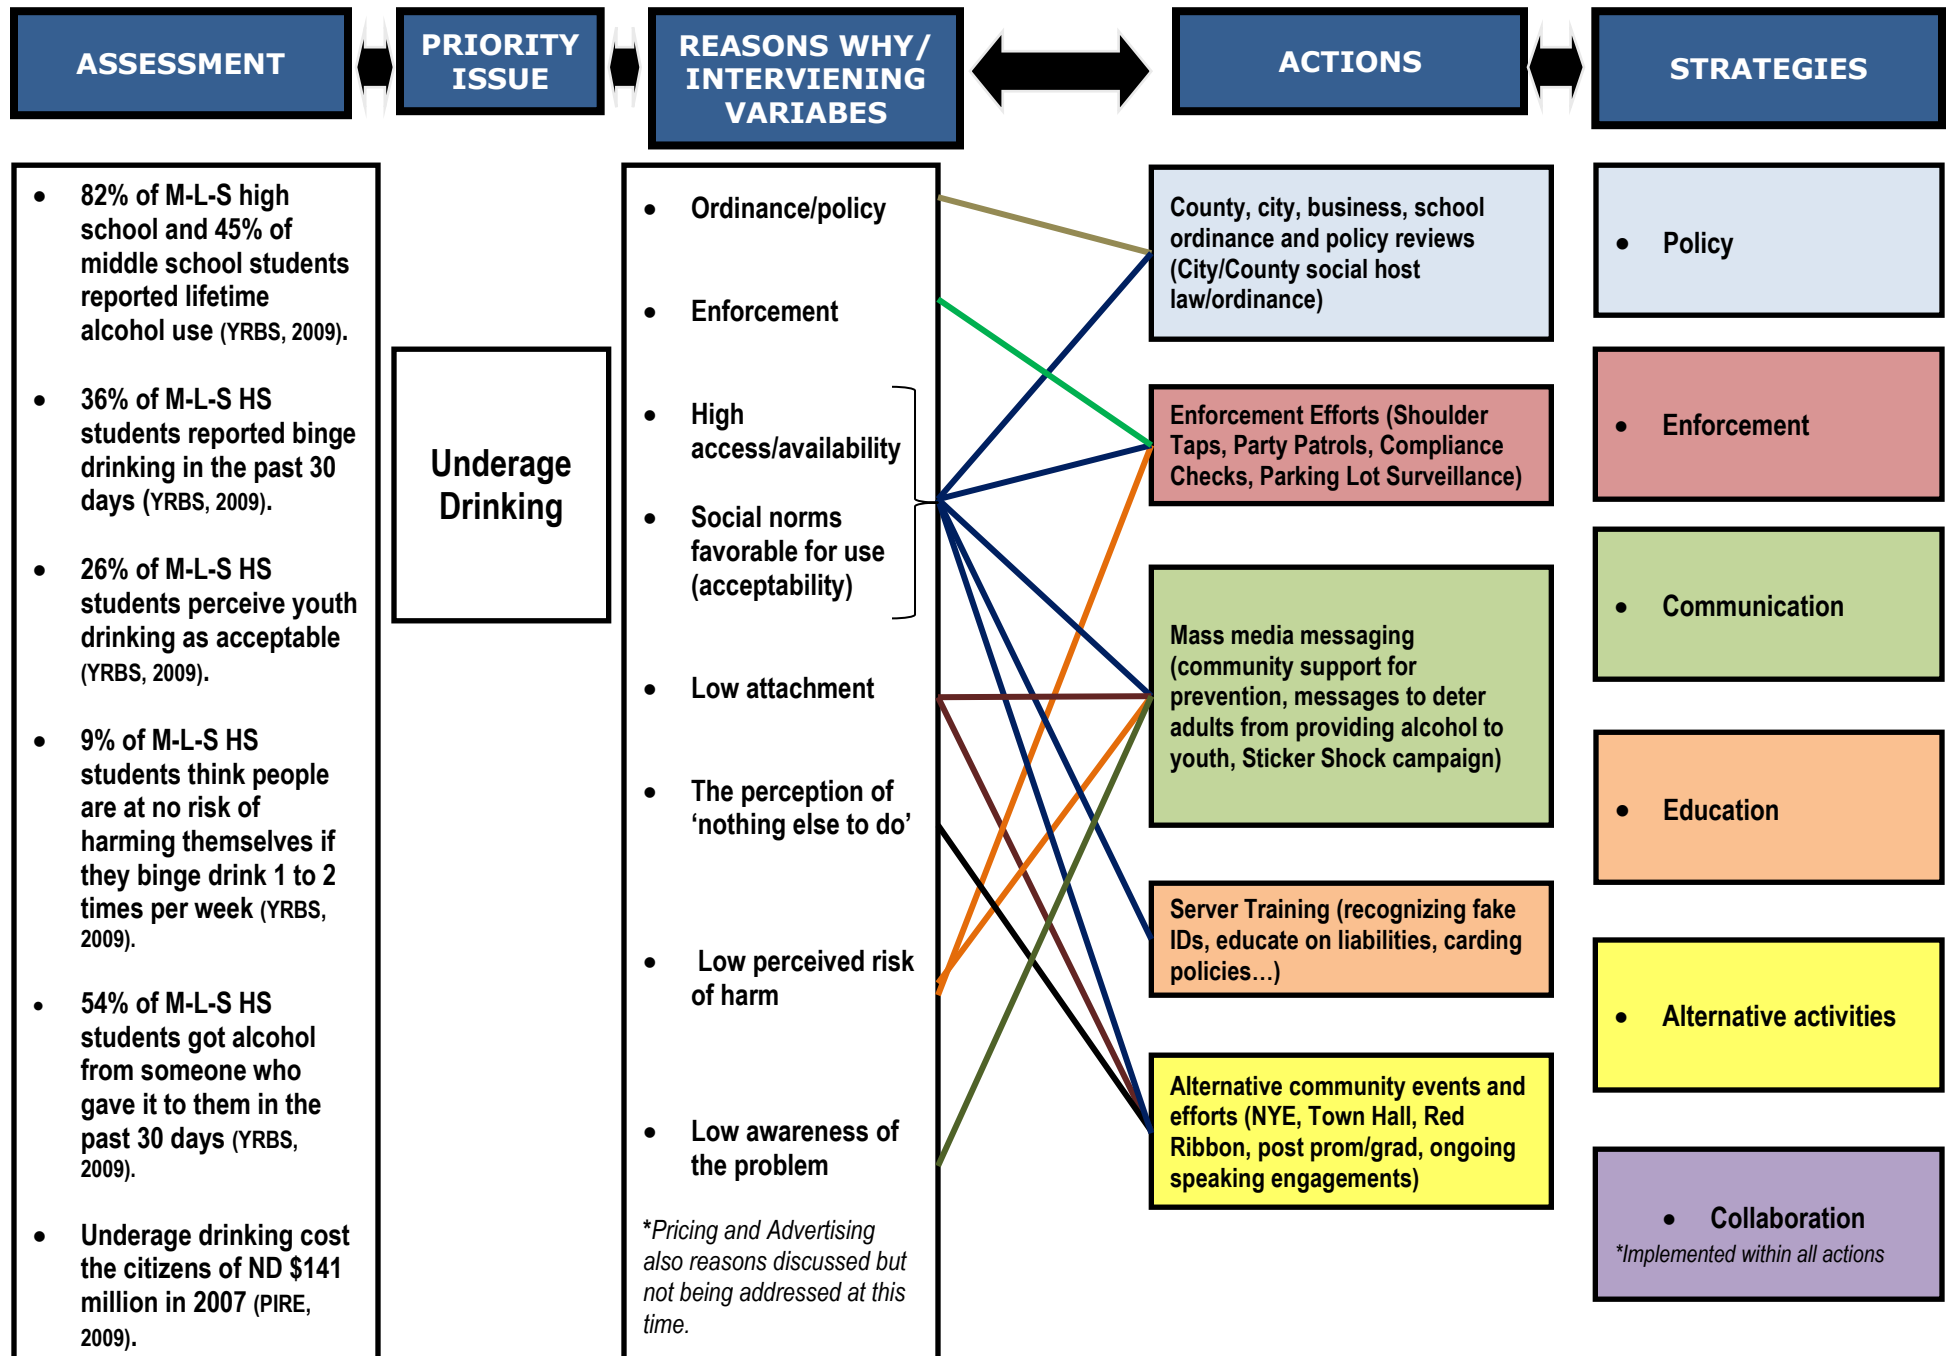 ASSESSMENT
PRIORITY
ISSUE
REASONS WHY/
INTERVIENING
VARIABES
ACTIONS
STRATEGIES
• 82% of M-L-S high
school and 45% of
middle school students
reported lifetime
alcohol use (YRBS, 2009).
• 36% of M-L-S HS
students reported binge
drinking in the past 30
days (YRBS, 2009).
• 26% of M-L-S HS
students perceive youth
drinking as acceptable
(YRBS, 2009).
• 9% of M-L-S HS
students think people
are at no risk of
harming themselves if
they binge drink 1 to 2
times per week (YRBS,
2009).
• 54% of M-L-S HS
students got alcohol
from someone who
gave it to them in the
past 30 days (YRBS,
2009).
• Underage drinking cost
the citizens of ND $141
million in 2007 (PIRE,
2009).
Underage
Drinking
• Ordinance/policy
• Enforcement
• High
access/availability
• Social norms
favorable for use
(acceptability)
• Low attachment
• The perception of
‘nothing else to do’
• Low perceived risk
of harm
• Low awareness of
the problem
*Pricing and Advertising
also reasons discussed but
not being addressed at this
time.
County, city, business, school
ordinance and policy reviews
(City/County social host
law/ordinance)
Enforcement Efforts (Shoulder
Taps, Party Patrols, Compliance
Checks, Parking Lot Surveillance)
Mass media messaging
(community support for
prevention, messages to deter
adults from providing alcohol to
youth, Sticker Shock campaign)
Server Training (recognizing fake
IDs, educate on liabilities, carding
policies…)
Alternative community events and
efforts (NYE, Town Hall, Red
Ribbon, post prom/grad, ongoing
speaking engagements)
• Policy
• Enforcement
• Communication
• Education
• Alternative activities
• Collaboration
*Implemented within all actions